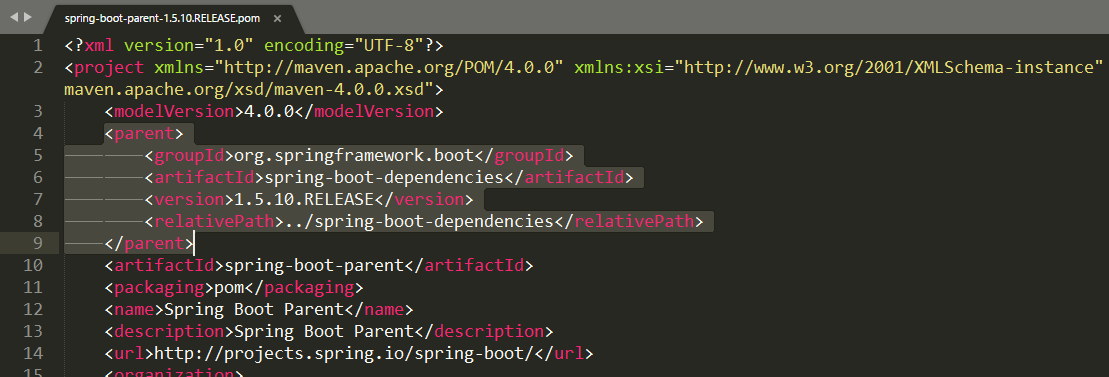 spring-boot-parent-1.5.10.RELEASE.pom ×
1 <?xml version="1.0" encoding="UTF-8"?>
2 <project xmlns="http://maven.apache.org/POM/4.0.0" xmlns:xsi="http://www.w3.org/2001/XMLSchema-instance"
maven.apache.org/xsd/maven-4.0.0.xsd">
3 <modelVersion>4.0.0</modelVersion>
4 <parent>
5 <groupId>org.springframework.boot</groupId>
6 <artifactId>spring-boot-dependencies</artifactId>
7 <version>1.5.10.RELEASE</version>
8 <relativePath>../spring-boot-dependencies</relativePath>
9 </parent>
10 <artifactId>spring-boot-parent</artifactId>
11 <packaging>pom</packaging>
12 <name>Spring Boot Parent</name>
13 <description>Spring Boot Parent</description>
14 <url>http://projects.spring.io/spring-boot/</url>
15 <organization>